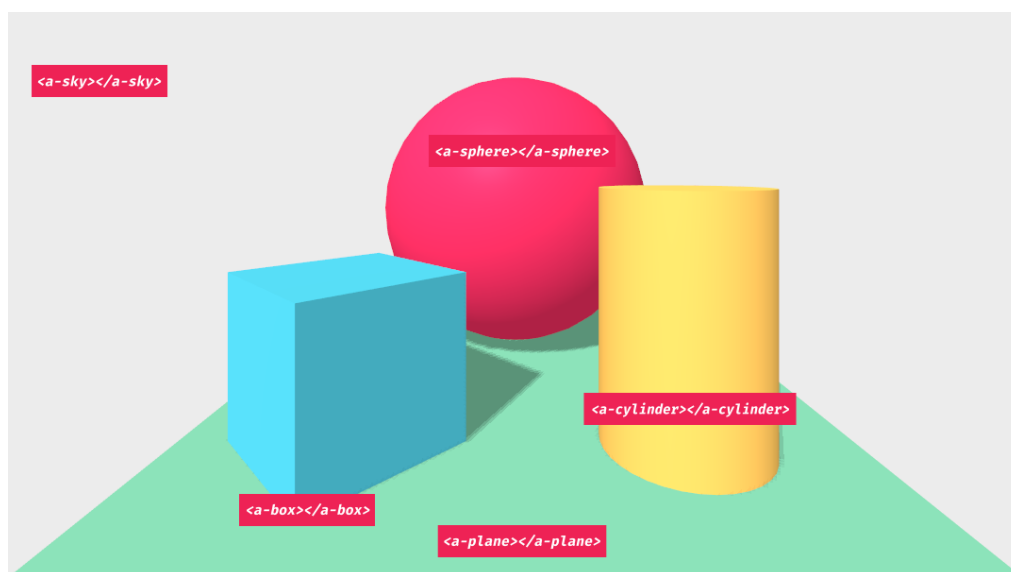 <a-sky></a-sky>
<a-sphere></a-sphere>
<a-cylinder></a-cylinder>
<a-box></a-box>
<a-plane></a-plane>